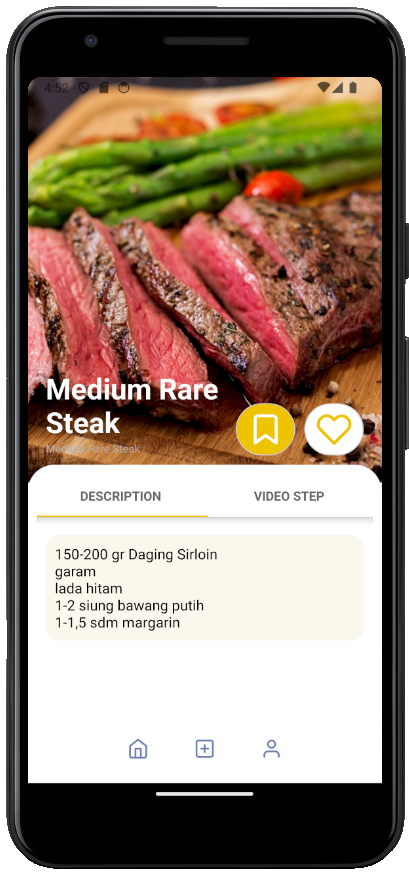 4:52
Medium Rare
Steak
Medium Rare Steak
DESCRIPTION
VIDEO STEP
150-200 gr Daging Sirloin
garam
lada hitam
1-2 siung bawang putih
1-1,5 sdm margarin